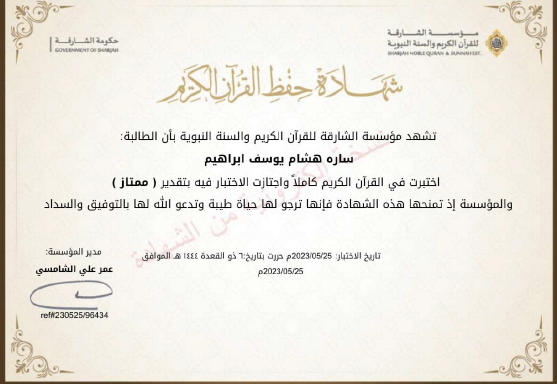 مؤسسة الشارقة
للقرآن الكريم والسنة النبوية
SHARJAH NOBLE QURAN & SUNNAH EST.
حكومة الشارقة
GOVERNMENT OF SHARJAH
شهادة حفظ القرآن الكريم
تشهد مؤسسة الشارقة للقرآن الكريم والسنة النبوية بأن الطالبة:
ساره هشام يوسف ابراهيم
اختبرت في القرآن الكريم كاملاً واجتازت الاختبار فيه بتقدير ( ممتاز )
والمؤسسة إذ تمنحها هذه الشهادة فإنها ترجو لها حياة طيبة وتدعو الله لها بالتوفيق والسداد
نسخة إلكترونية من الشهادة
تاريخ الاختبار: 2023/05/25م حررت بتاريخ:٦ ذو القعدة ١٤٤٤ هـ الموافق
2023/05/25م
مدير المؤسسة:
عمر علي الشامسي
ref#230525/96434